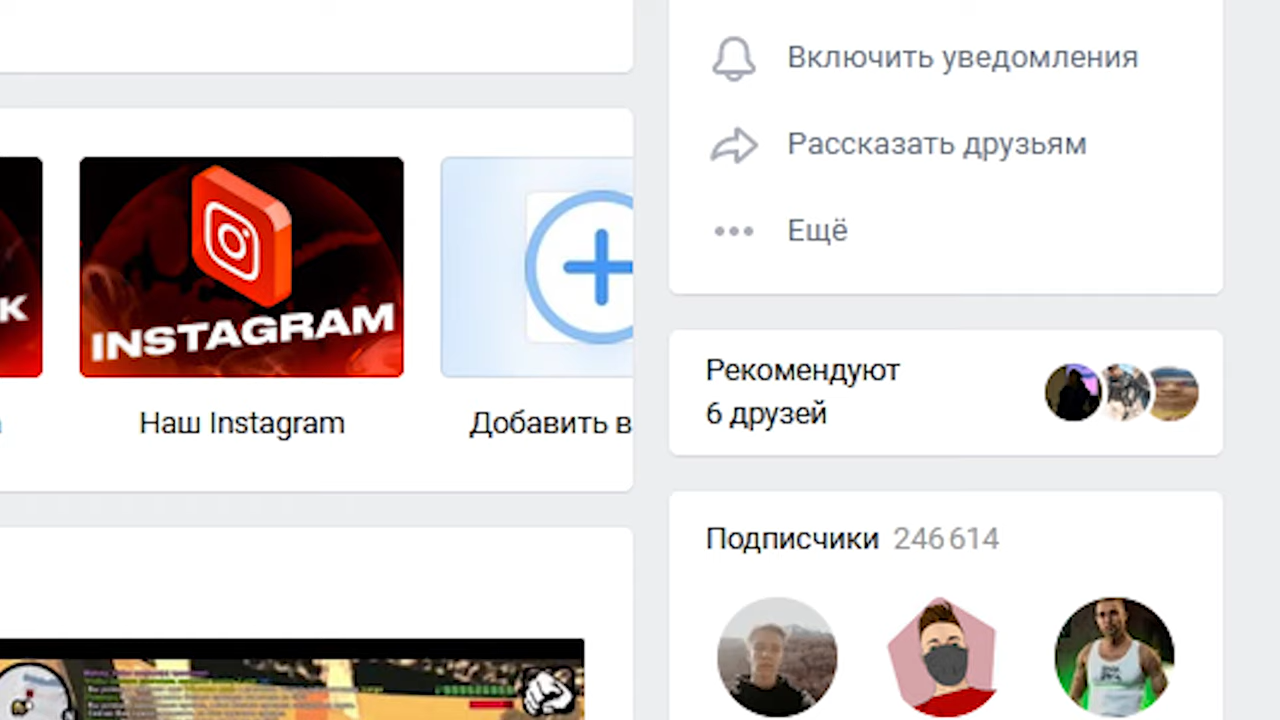 Включить уведомления
Рассказать друзьям
Ещё
К
INSTAGRAM
Наш Instagram
Добавить в
Рекомендуют
6 друзей
Подписчики 246 614